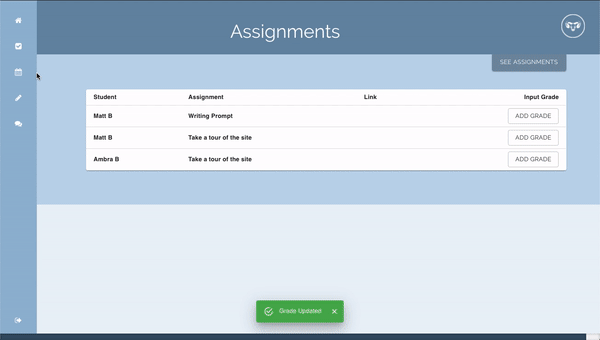 Assignments
SEE ASSIGNMENTS
Student Assignment Link Input Grade
Matt B Writing Prompt ADD GRADE
Matt B Take a tour of the site ADD GRADE
Ambra B Take a tour of the site ADD GRADE
Grade Updated